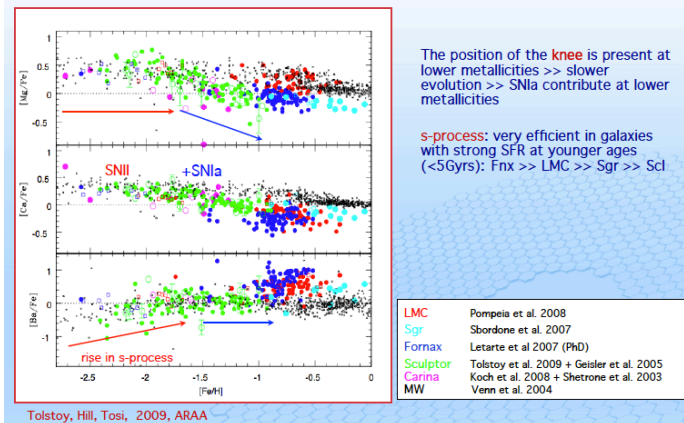 The position of the knee is present at
lower metallicities >> slower
evolution >> SNIa contribute at lower
metallicities
s-process: very efficient in galaxies
with strong SFR at younger ages
(<5Gyrs): Fnx >> LMC >> Sgr >> Scl
1
0.5
0
-0.5
[Mg/Fe]
1
0.5
0
-0.5
[Ca/Fe]
SNII
+SNIa
1
0
-1
[Ba/Fe]
rise in s-process
-2.5
-2
-1.5
-1
-0.5
0
[Fe/H]
LMC Pompeia et al. 2008
Sgr Sbordone et al. 2007
Fornax Letarte et al 2007 (PhD)
Sculptor Tolstoy et al. 2009 + Geisler et al. 2005
Carina Koch et al. 2008 + Shetrone et al. 2003
MW Venn et al. 2004
Tolstoy, Hill, Tosi, 2009, ARAA